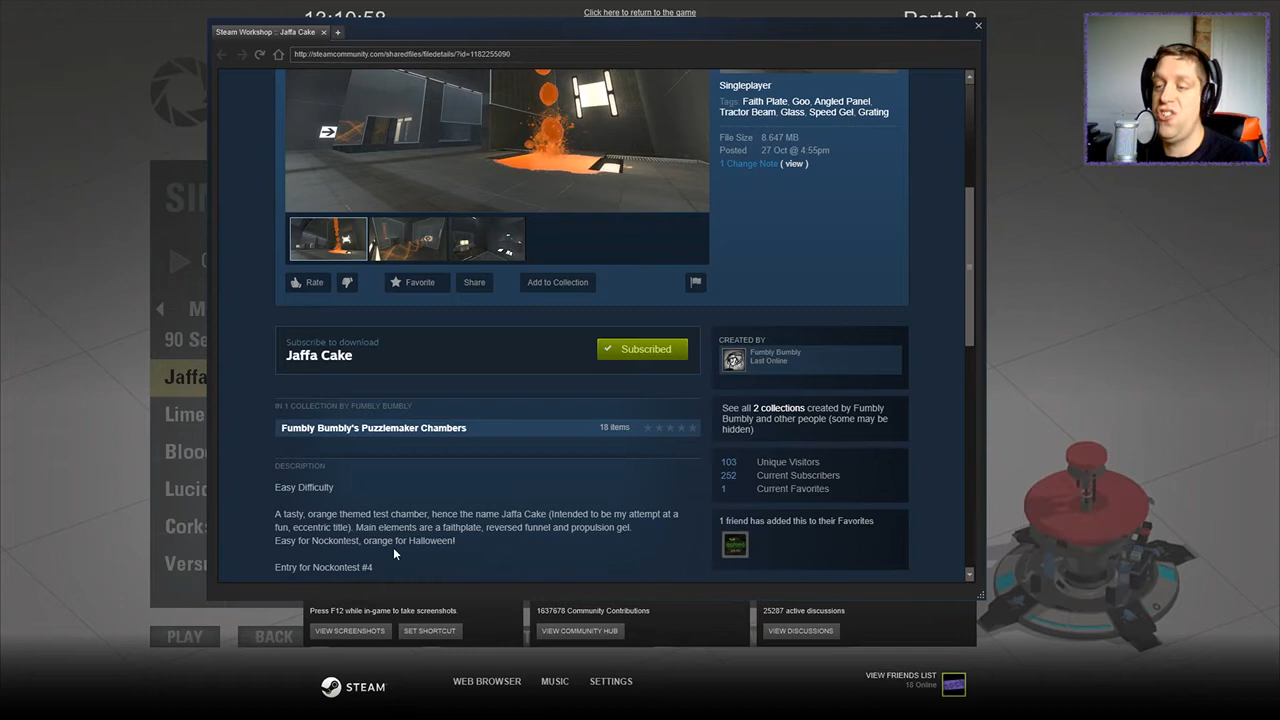 13:10:58
Click here to return to the game
Portal 2
Steam Workshop :: Jaffa Cake
http://steamcommunity.com/sharedfiles/filedetails/?id=1182255090
Singleplayer
Tags: Faith Plate, Goo, Angled Panel,
Tractor Beam, Glass, Speed Gel, Grating
File Size 8.647 MB
Posted 27 Oct @ 4:55pm
1 Change Note ( view )
Rate
Favorite
Share
Add to Collection
Subscribe to download
Jaffa Cake
Subscribed
CREATED BY
Fumbly Bumbly
Last Online
IN 1 COLLECTION BY FUMBLY BUMBLY
Fumbly Bumbly's Puzzlemaker Chambers
18 items
See all 2 collections created by Fumbly
Bumbly and other people (some may be
hidden)
DESCRIPTION
Easy Difficulty
A tasty, orange themed test chamber, hence the name Jaffa Cake (Intended to be my attempt at a
fun, eccentric title). Main elements are a faithplate, reversed funnel and propulsion gel.
Easy for Nockontest, orange for Halloween!
Entry for Nockontest #4
103 Unique Visitors
252 Current Subscribers
1 Current Favorites
1 friend has added this to their Favorites
90 Se
Jaffa
Lime
Blood
Lucid
Corks
Versu
PLAY
BACK
Press F12 while in-game to take screenshots.
VIEW SCREENSHOTS
SET SHORTCUT
1637678 Community Contributions
VIEW COMMUNITY HUB
25287 active discussions
VIEW DISCUSSIONS
STEAM
WEB BROWSER
MUSIC
SETTINGS
VIEW FRIENDS LIST
18 Online